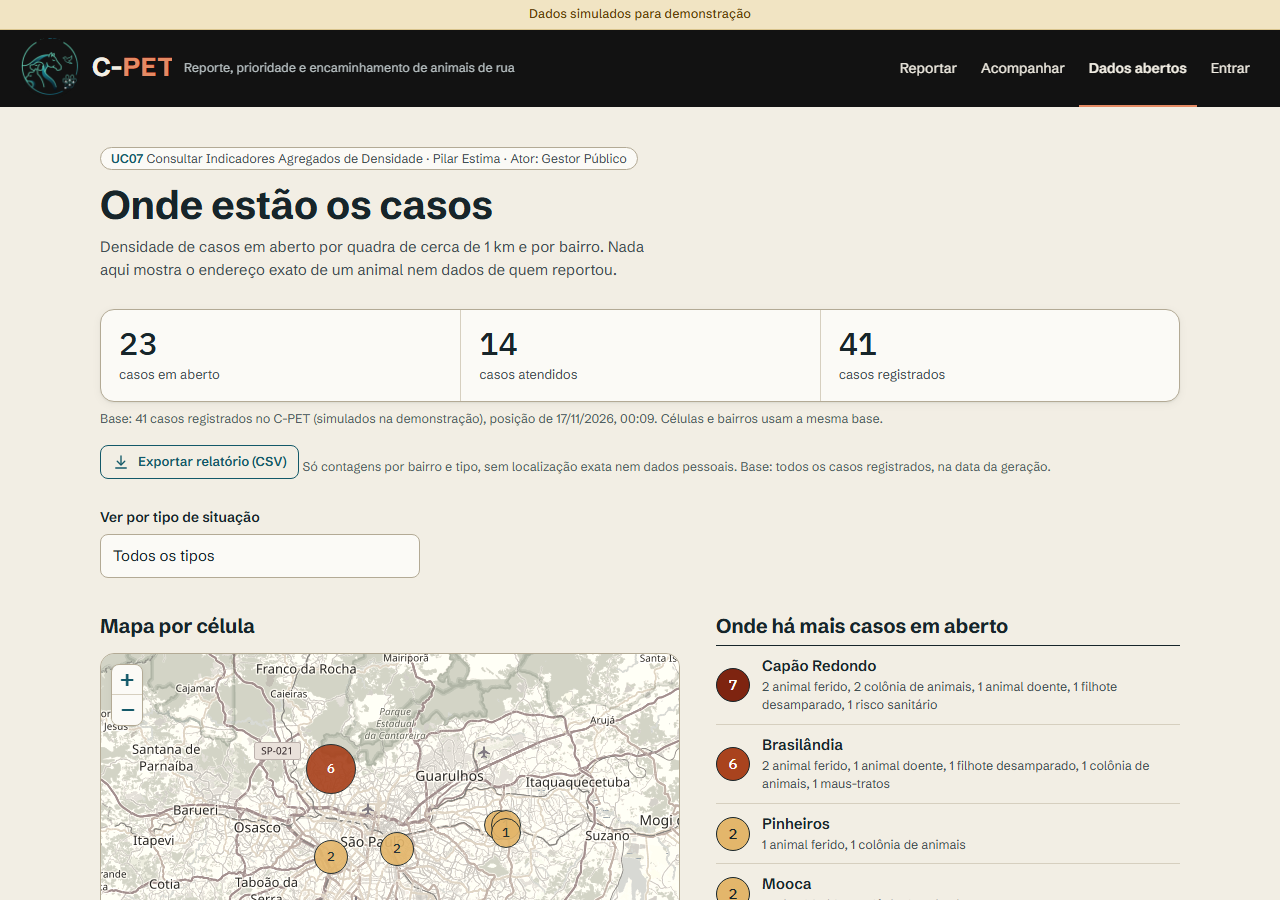 Dados simulados para demonstração
C-PET
Reporte, prioridade e encaminhamento de animais de rua
Reportar
Acompanhar
Dados abertos
Entrar
UC07 Consultar Indicadores Agregados de Densidade · Pilar Estima · Ator: Gestor Público
Onde estão os casos
Densidade de casos em aberto por quadra de cerca de 1 km e por bairro. Nada
aqui mostra o endereço exato de um animal nem dados de quem reportou.
23
casos em aberto
14
casos atendidos
41
casos registrados
Base: 41 casos registrados no C-PET (simulados na demonstração), posição de 17/11/2026, 00:09. Células e bairros usam a mesma base.
Exportar relatório (CSV)
Só contagens por bairro e tipo, sem localização exata nem dados pessoais. Base: todos os casos registrados, na data da geração.
Ver por tipo de situação
Todos os tipos
Mapa por célula
+
−
Franco da Rocha
Mairiporã
Santa Is
Cajamar
Caieiras
Jesus
Parque
Estadual
da Cantareira
Arujá
Santana de
Parnaíba
SP-021
6
Guarulhos
Itaquaquecetuba
Barueri
Osasco
São Pa
2
2
1
Suzano
Mogi
Itapevi
Cotia
Taboão da
Serra
Onde há mais casos em aberto
7
Capão Redondo
2 animal ferido, 2 colônia de animais, 1 animal doente, 1 filhote
desamparado, 1 risco sanitário
6
Brasilândia
2 animal ferido, 1 animal doente, 1 filhote desamparado, 1 colônia de
animais, 1 maus-tratos
2
Pinheiros
1 animal ferido, 1 colônia de animais
2
Mooca